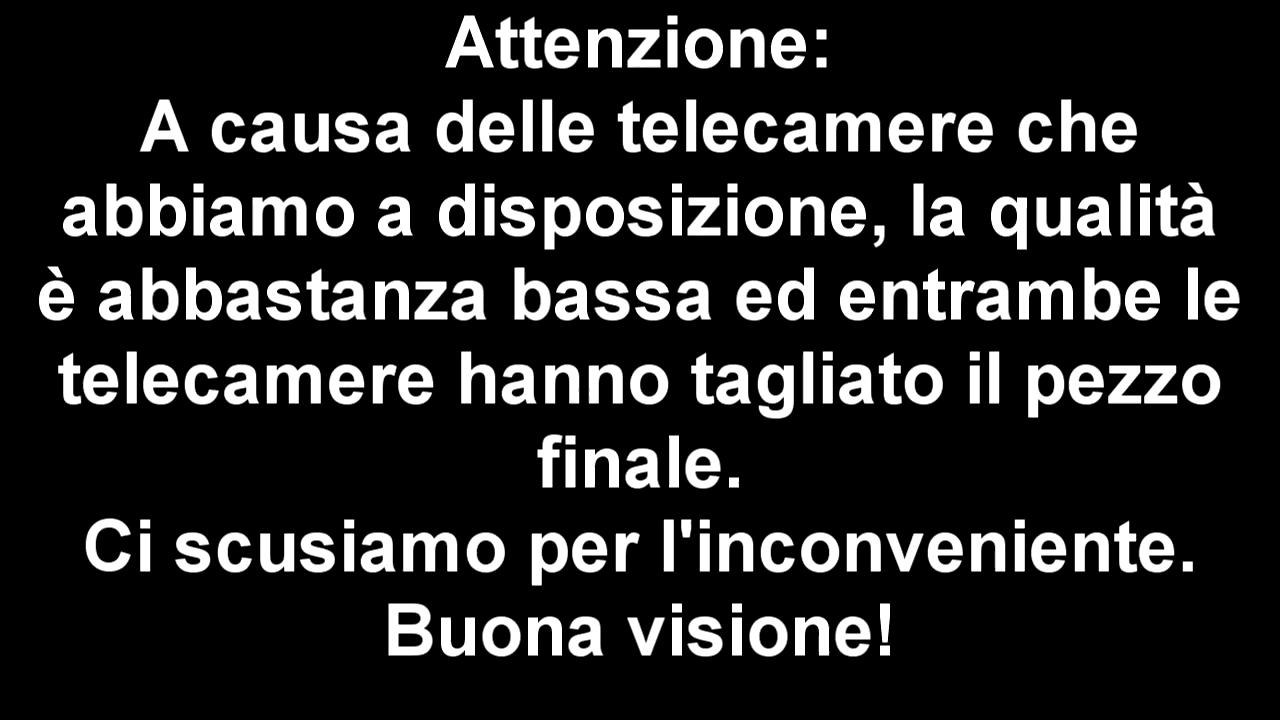 Attenzione:
A causa delle telecamere che
abbiamo a disposizione, la qualità
è abbastanza bassa ed entrambe le
telecamere hanno tagliato il pezzo
finale.
Ci scusiamo per l'inconveniente.
Buona visione!